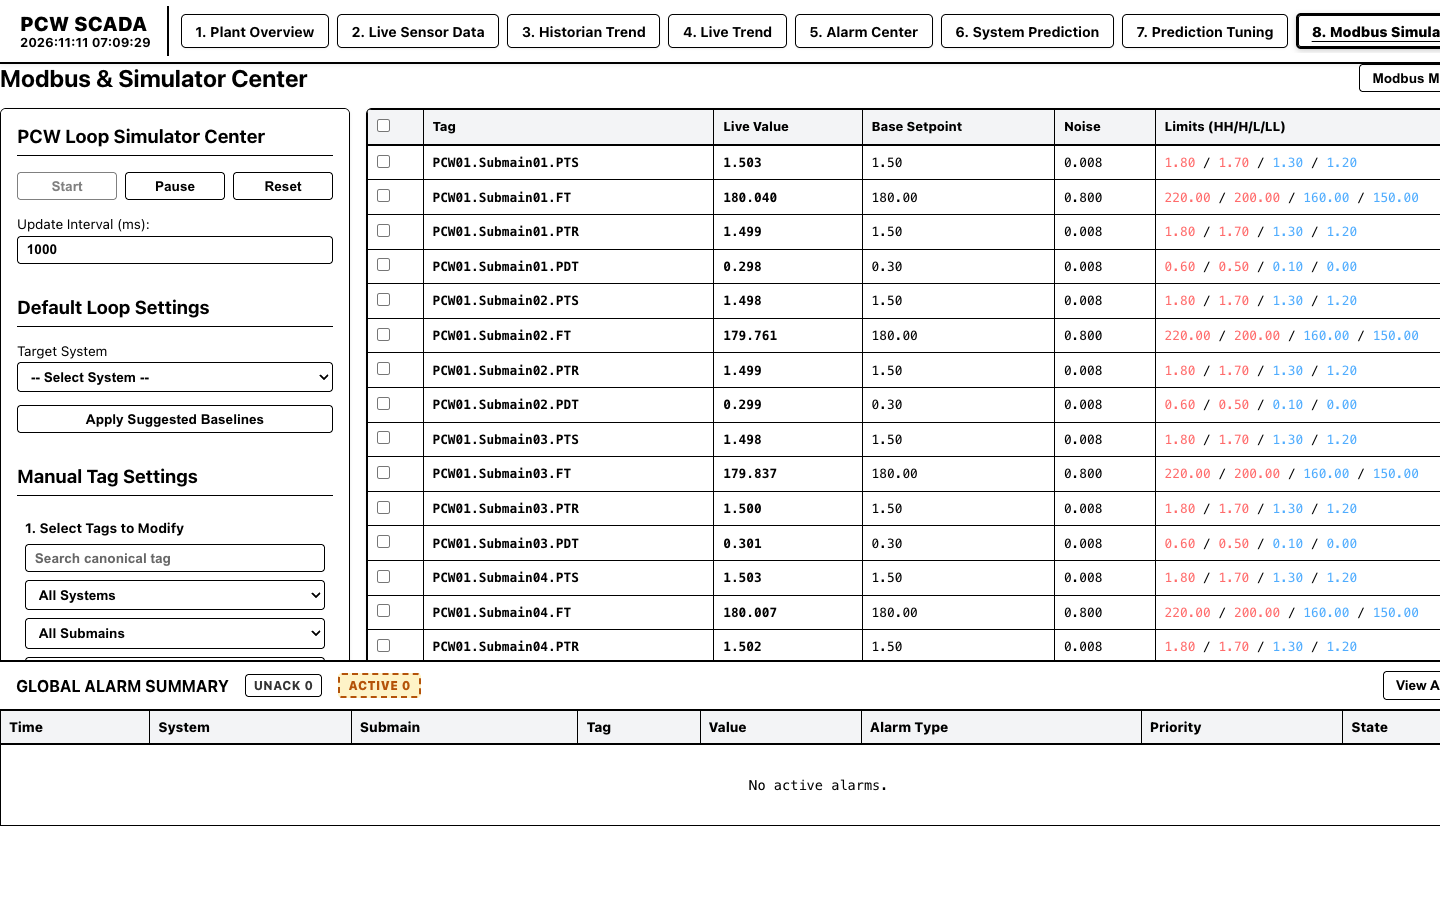 PCW SCADA
2026:11:11 07:09:29
1. Plant Overview
2. Live Sensor Data
3. Historian Trend
4. Live Trend
5. Alarm Center
6. System Prediction
7. Prediction Tuning
8. Modbus Simula
Modbus & Simulator Center
Modbus M
PCW Loop Simulator Center
Start
Pause
Reset
Update Interval (ms):
1000
Default Loop Settings
Target System
-- Select System --
Apply Suggested Baselines
Manual Tag Settings
1. Select Tags to Modify
Search canonical tag
All Systems
All Submains
Tag Live Value Base Setpoint Noise Limits (HH/H/L/LL)
PCW01.Submain01.PTS 1.503 1.50 0.008 1.80 / 1.70 / 1.30 / 1.20
PCW01.Submain01.FT 180.040 180.00 0.800 220.00 / 200.00 / 160.00 / 150.00
PCW01.Submain01.PTR 1.499 1.50 0.008 1.80 / 1.70 / 1.30 / 1.20
PCW01.Submain01.PDT 0.298 0.30 0.008 0.60 / 0.50 / 0.10 / 0.00
PCW01.Submain02.PTS 1.498 1.50 0.008 1.80 / 1.70 / 1.30 / 1.20
PCW01.Submain02.FT 179.761 180.00 0.800 220.00 / 200.00 / 160.00 / 150.00
PCW01.Submain02.PTR 1.499 1.50 0.008 1.80 / 1.70 / 1.30 / 1.20
PCW01.Submain02.PDT 0.299 0.30 0.008 0.60 / 0.50 / 0.10 / 0.00
PCW01.Submain03.PTS 1.498 1.50 0.008 1.80 / 1.70 / 1.30 / 1.20
PCW01.Submain03.FT 179.837 180.00 0.800 220.00 / 200.00 / 160.00 / 150.00
PCW01.Submain03.PTR 1.500 1.50 0.008 1.80 / 1.70 / 1.30 / 1.20
PCW01.Submain03.PDT 0.301 0.30 0.008 0.60 / 0.50 / 0.10 / 0.00
PCW01.Submain04.PTS 1.503 1.50 0.008 1.80 / 1.70 / 1.30 / 1.20
PCW01.Submain04.FT 180.007 180.00 0.800 220.00 / 200.00 / 160.00 / 150.00
PCW01.Submain04.PTR 1.502 1.50 0.008 1.80 / 1.70 / 1.30 / 1.20
GLOBAL ALARM SUMMARY
UNACK 0
ACTIVE 0
View A
Time System Submain Tag Value Alarm Type Priority State
No active alarms.